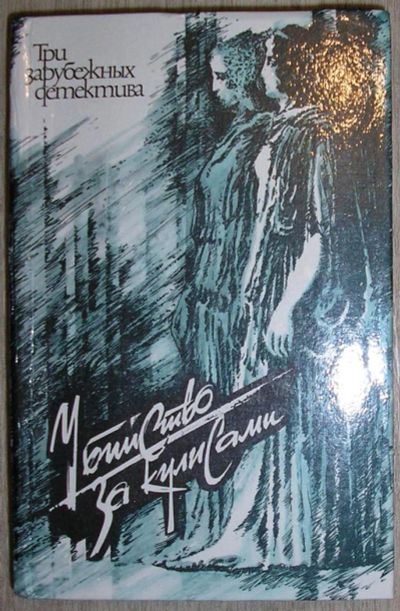 Три
зарубежных
детектива
Убийство
за кулисами